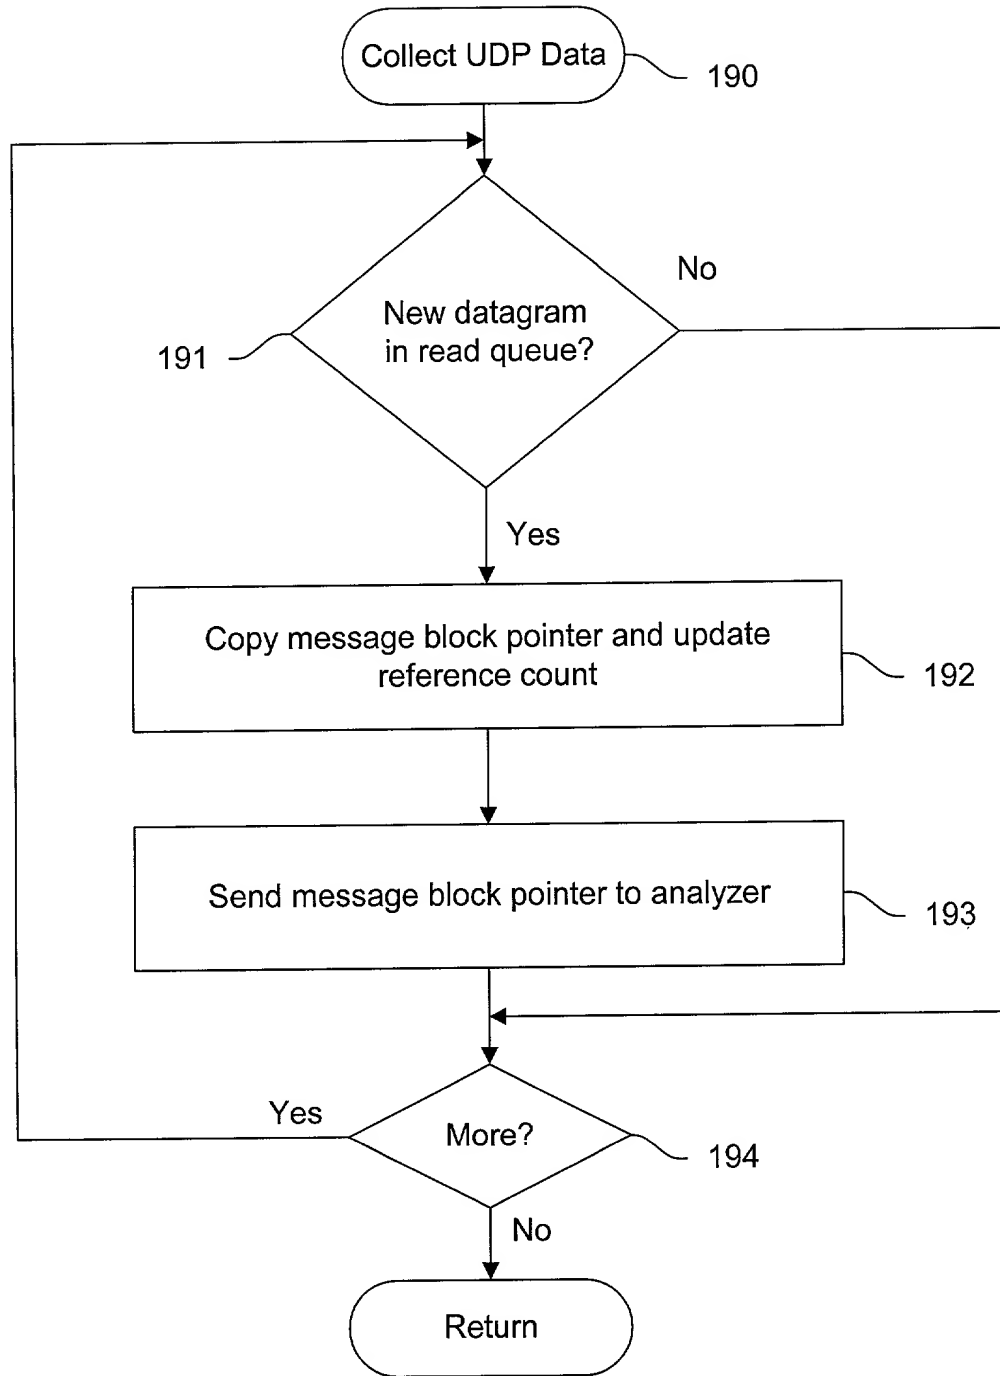 Collect UDP Data
190
No
New datagram
in read queue?
191
Yes
Copy message block pointer and update
reference count
192
Send message block pointer to analyzer
193
Yes
More?
194
No
Return